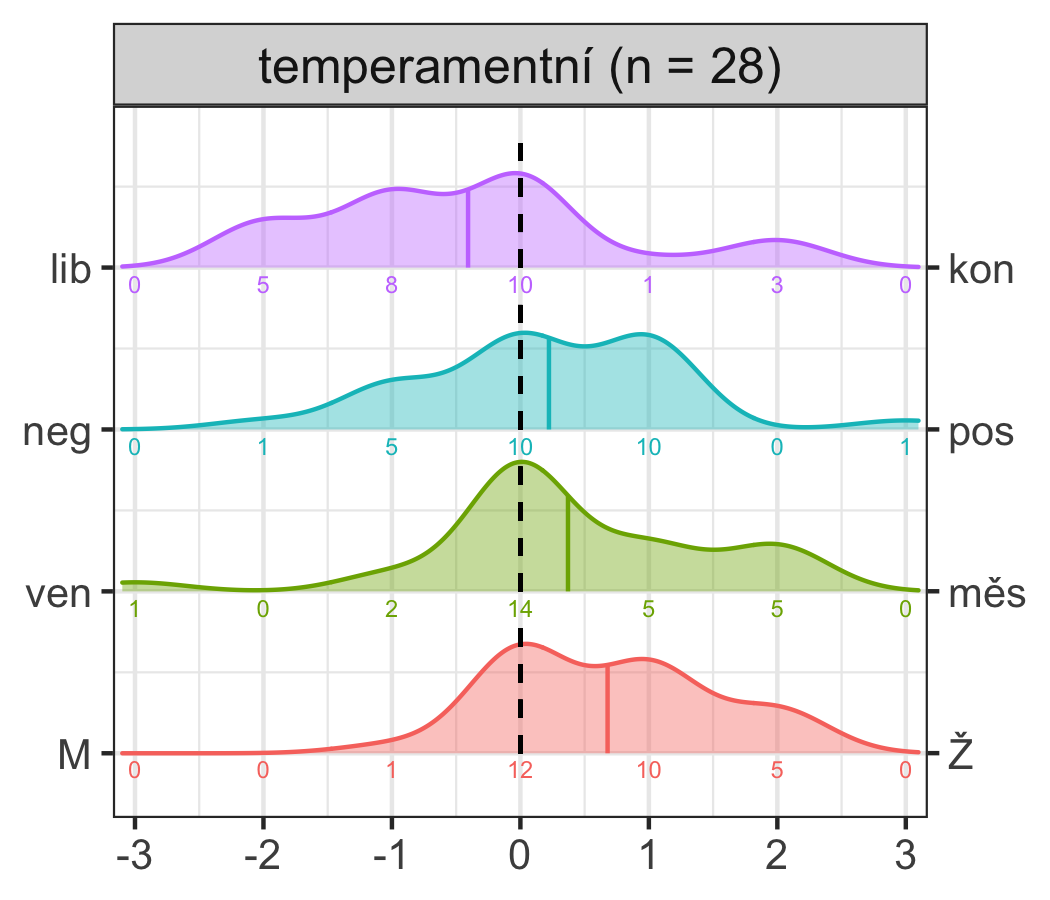 temperamentní (n = 28)
lib kon
0 5 8 10 1 3 0
neg pos
0 1 5 10 10 0 1
ven měs
1 0 2 14 5 5 0
M Ž
0 0 1 12 10 5 0
-3 -2 -1 0 1 2 3